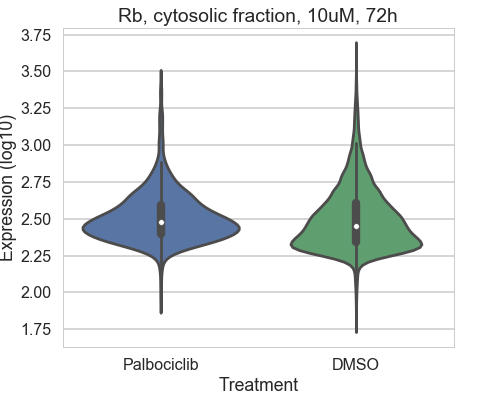 Rb, cytosolic fraction, 10uM, 72h
3.75
3.50
3.25
3.00
2.75
2.50
2.25
2.00
1.75
Expression (log10)
Palbociclib DMSO
Treatment